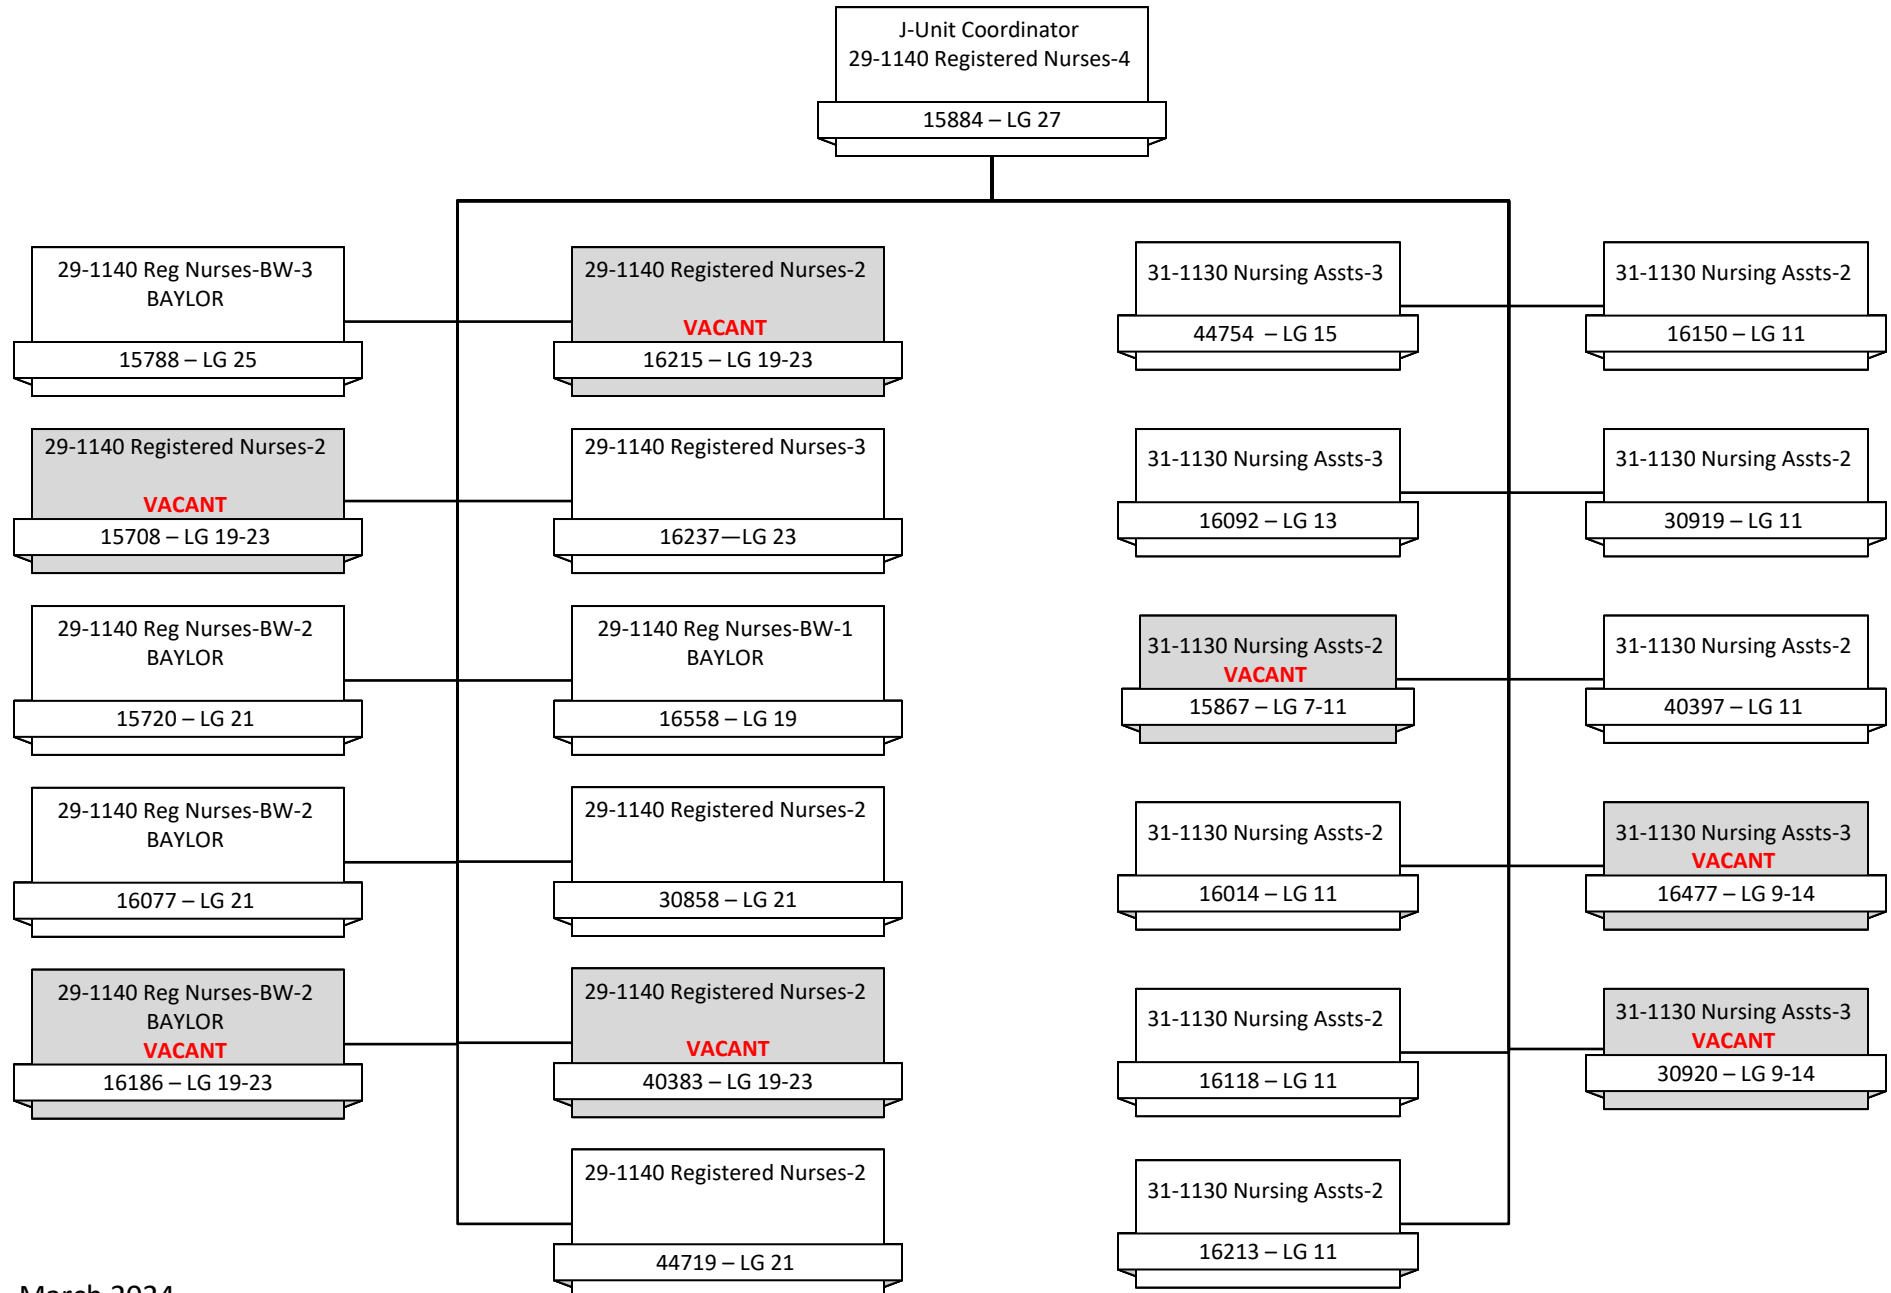 J-Unit Coordinator
29-1140 Registered Nurses-4
15884 – LG 27
29-1140 Reg Nurses-BW-3
BAYLOR
15788 – LG 25
29-1140 Registered Nurses-2
VACANT
16215 – LG 19-23
31-1130 Nursing Assts-3
44754 – LG 15
31-1130 Nursing Assts-2
16150 – LG 11
29-1140 Registered Nurses-2
VACANT
15708 – LG 19-23
29-1140 Registered Nurses-3
16237—LG 23
31-1130 Nursing Assts-3
16092 – LG 13
31-1130 Nursing Assts-2
30919 – LG 11
29-1140 Reg Nurses-BW-2
BAYLOR
15720 – LG 21
29-1140 Reg Nurses-BW-1
BAYLOR
16558 – LG 19
31-1130 Nursing Assts-2
VACANT
15867 – LG 7-11
31-1130 Nursing Assts-2
40397 – LG 11
29-1140 Reg Nurses-BW-2
BAYLOR
16077 – LG 21
29-1140 Registered Nurses-2
30858 – LG 21
31-1130 Nursing Assts-2
16014 – LG 11
31-1130 Nursing Assts-3
VACANT
16477 – LG 9-14
29-1140 Reg Nurses-BW-2
BAYLOR
VACANT
16186 – LG 19-23
29-1140 Registered Nurses-2
VACANT
40383 – LG 19-23
31-1130 Nursing Assts-2
16118 – LG 11
31-1130 Nursing Assts-3
VACANT
30920 – LG 9-14
29-1140 Registered Nurses-2
44719 – LG 21
31-1130 Nursing Assts-2
16213 – LG 11
March 2024